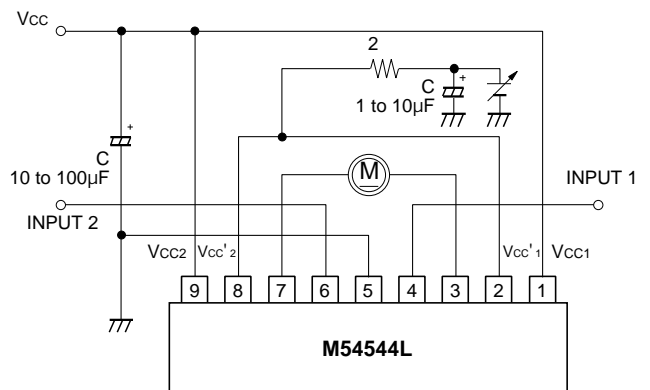 Vcc
2
C
+
1 to 10µF
+
C
10 to 100µF
M
INPUT 1
INPUT 2
Vcc2
Vcc'2
Vcc'1
Vcc1
9 8 7 6 5 4 3 2 1
M54544L